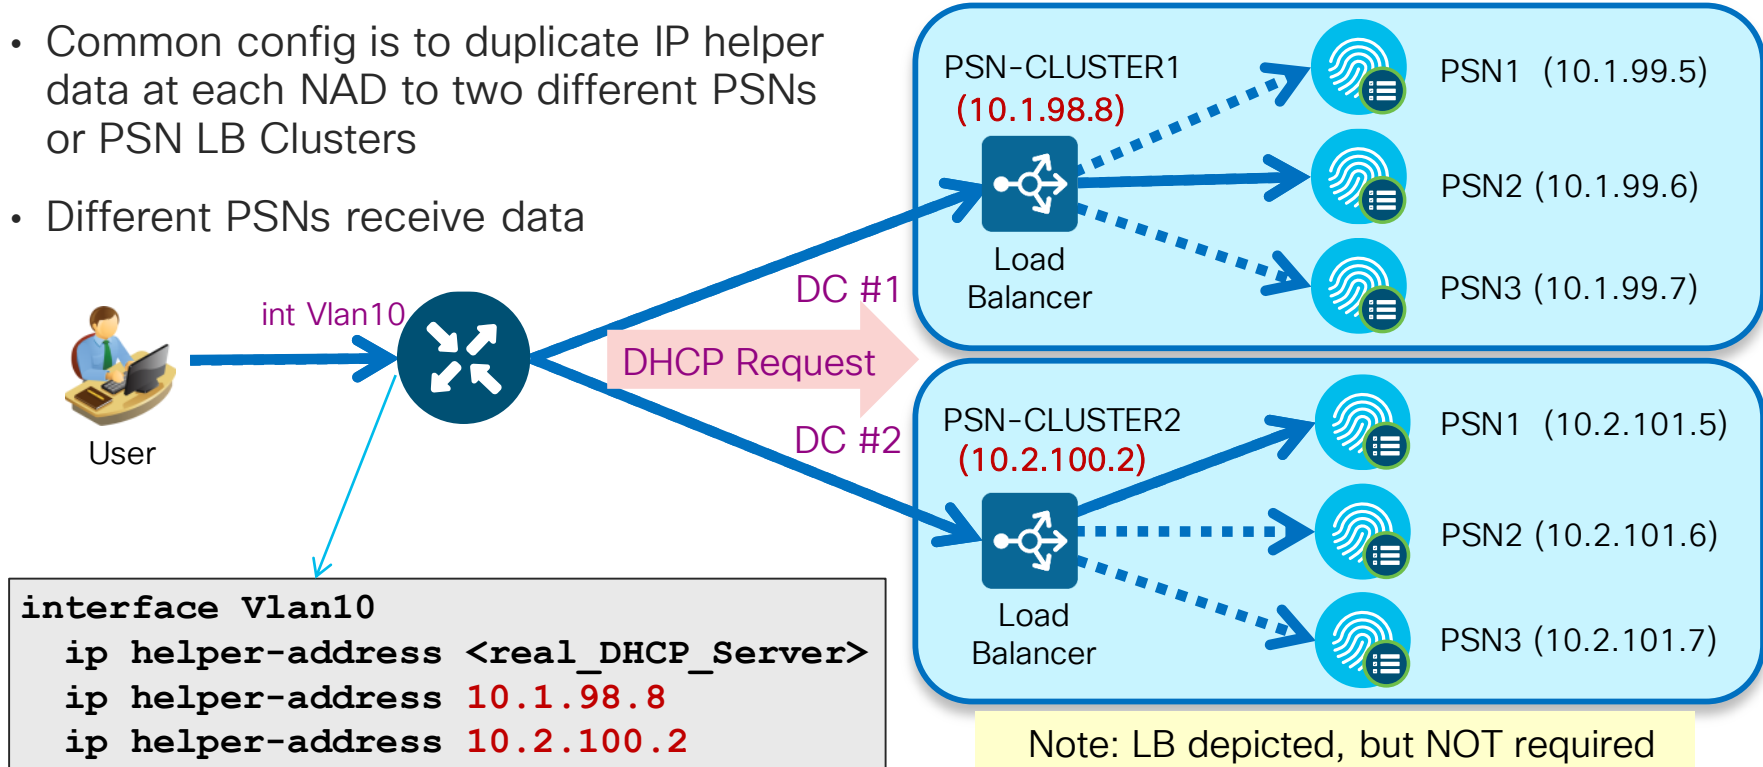 • Common config is to duplicate IP helper
data at each NAD to two different PSNs
or PSN LB Clusters
• Different PSNs receive data
int Vlan10
User
DC #1
DHCP Request
DC #2
interface Vlan10
ip helper-address <real_DHCP_Server>
ip helper-address 10.1.98.8
ip helper-address 10.2.100.2
PSN-CLUSTER1
(10.1.98.8)
Load
Balancer
PSN1 (10.1.99.5)
PSN2 (10.1.99.6)
PSN3 (10.1.99.7)
PSN-CLUSTER2
(10.2.100.2)
Load
Balancer
PSN1 (10.2.101.5)
PSN2 (10.2.101.6)
PSN3 (10.2.101.7)
Note: LB depicted, but NOT required